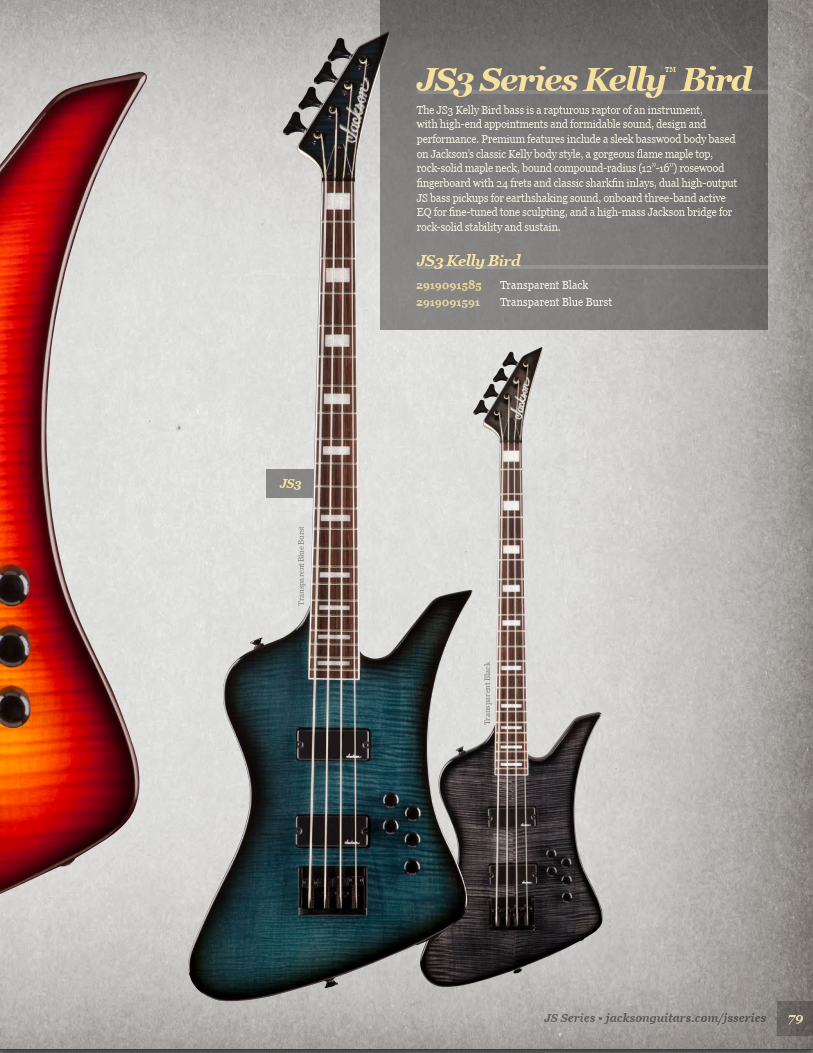 JS3 Series Kelly™ Bird
The JS3 Kelly Bird bass is a rapturous raptor of an instrument,
with high-end appointments and formidable sound, design and
performance. Premium features include a sleek basswood body based
on Jackson's classic Kelly body style, a gorgeous flame maple top,
rock-solid maple neck, bound compound-radius (12"-16") rosewood
fingerboard with 24 frets and classic sharkfin inlays, dual high-output
JS bass pickups for earthshaking sound, onboard three-band active
EQ for fine-tuned tone sculpting, and a high-mass Jackson bridge for
rock-solid stability and sustain.
JS3 Kelly Bird
2919091585 Transparent Black
2919091591 Transparent Blue Burst
Jackson
Jackson
JS3
Transparent Blue Burst
Transparent Black
JS Series • jacksonguitars.com/jsseries 79